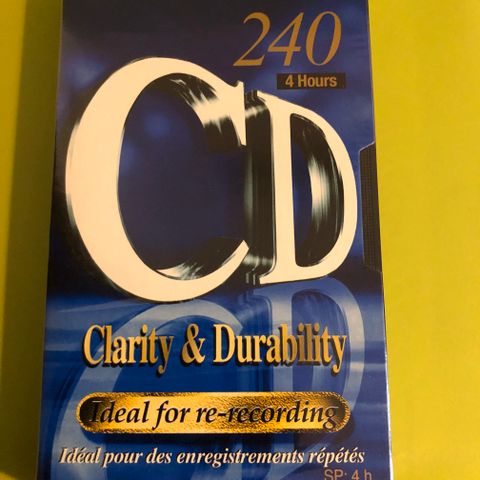 240
4 Hours
CD
Clarity & Durability
Ideal for re-recording
Idéal pour des enregistrements répétés
SP: 4 h